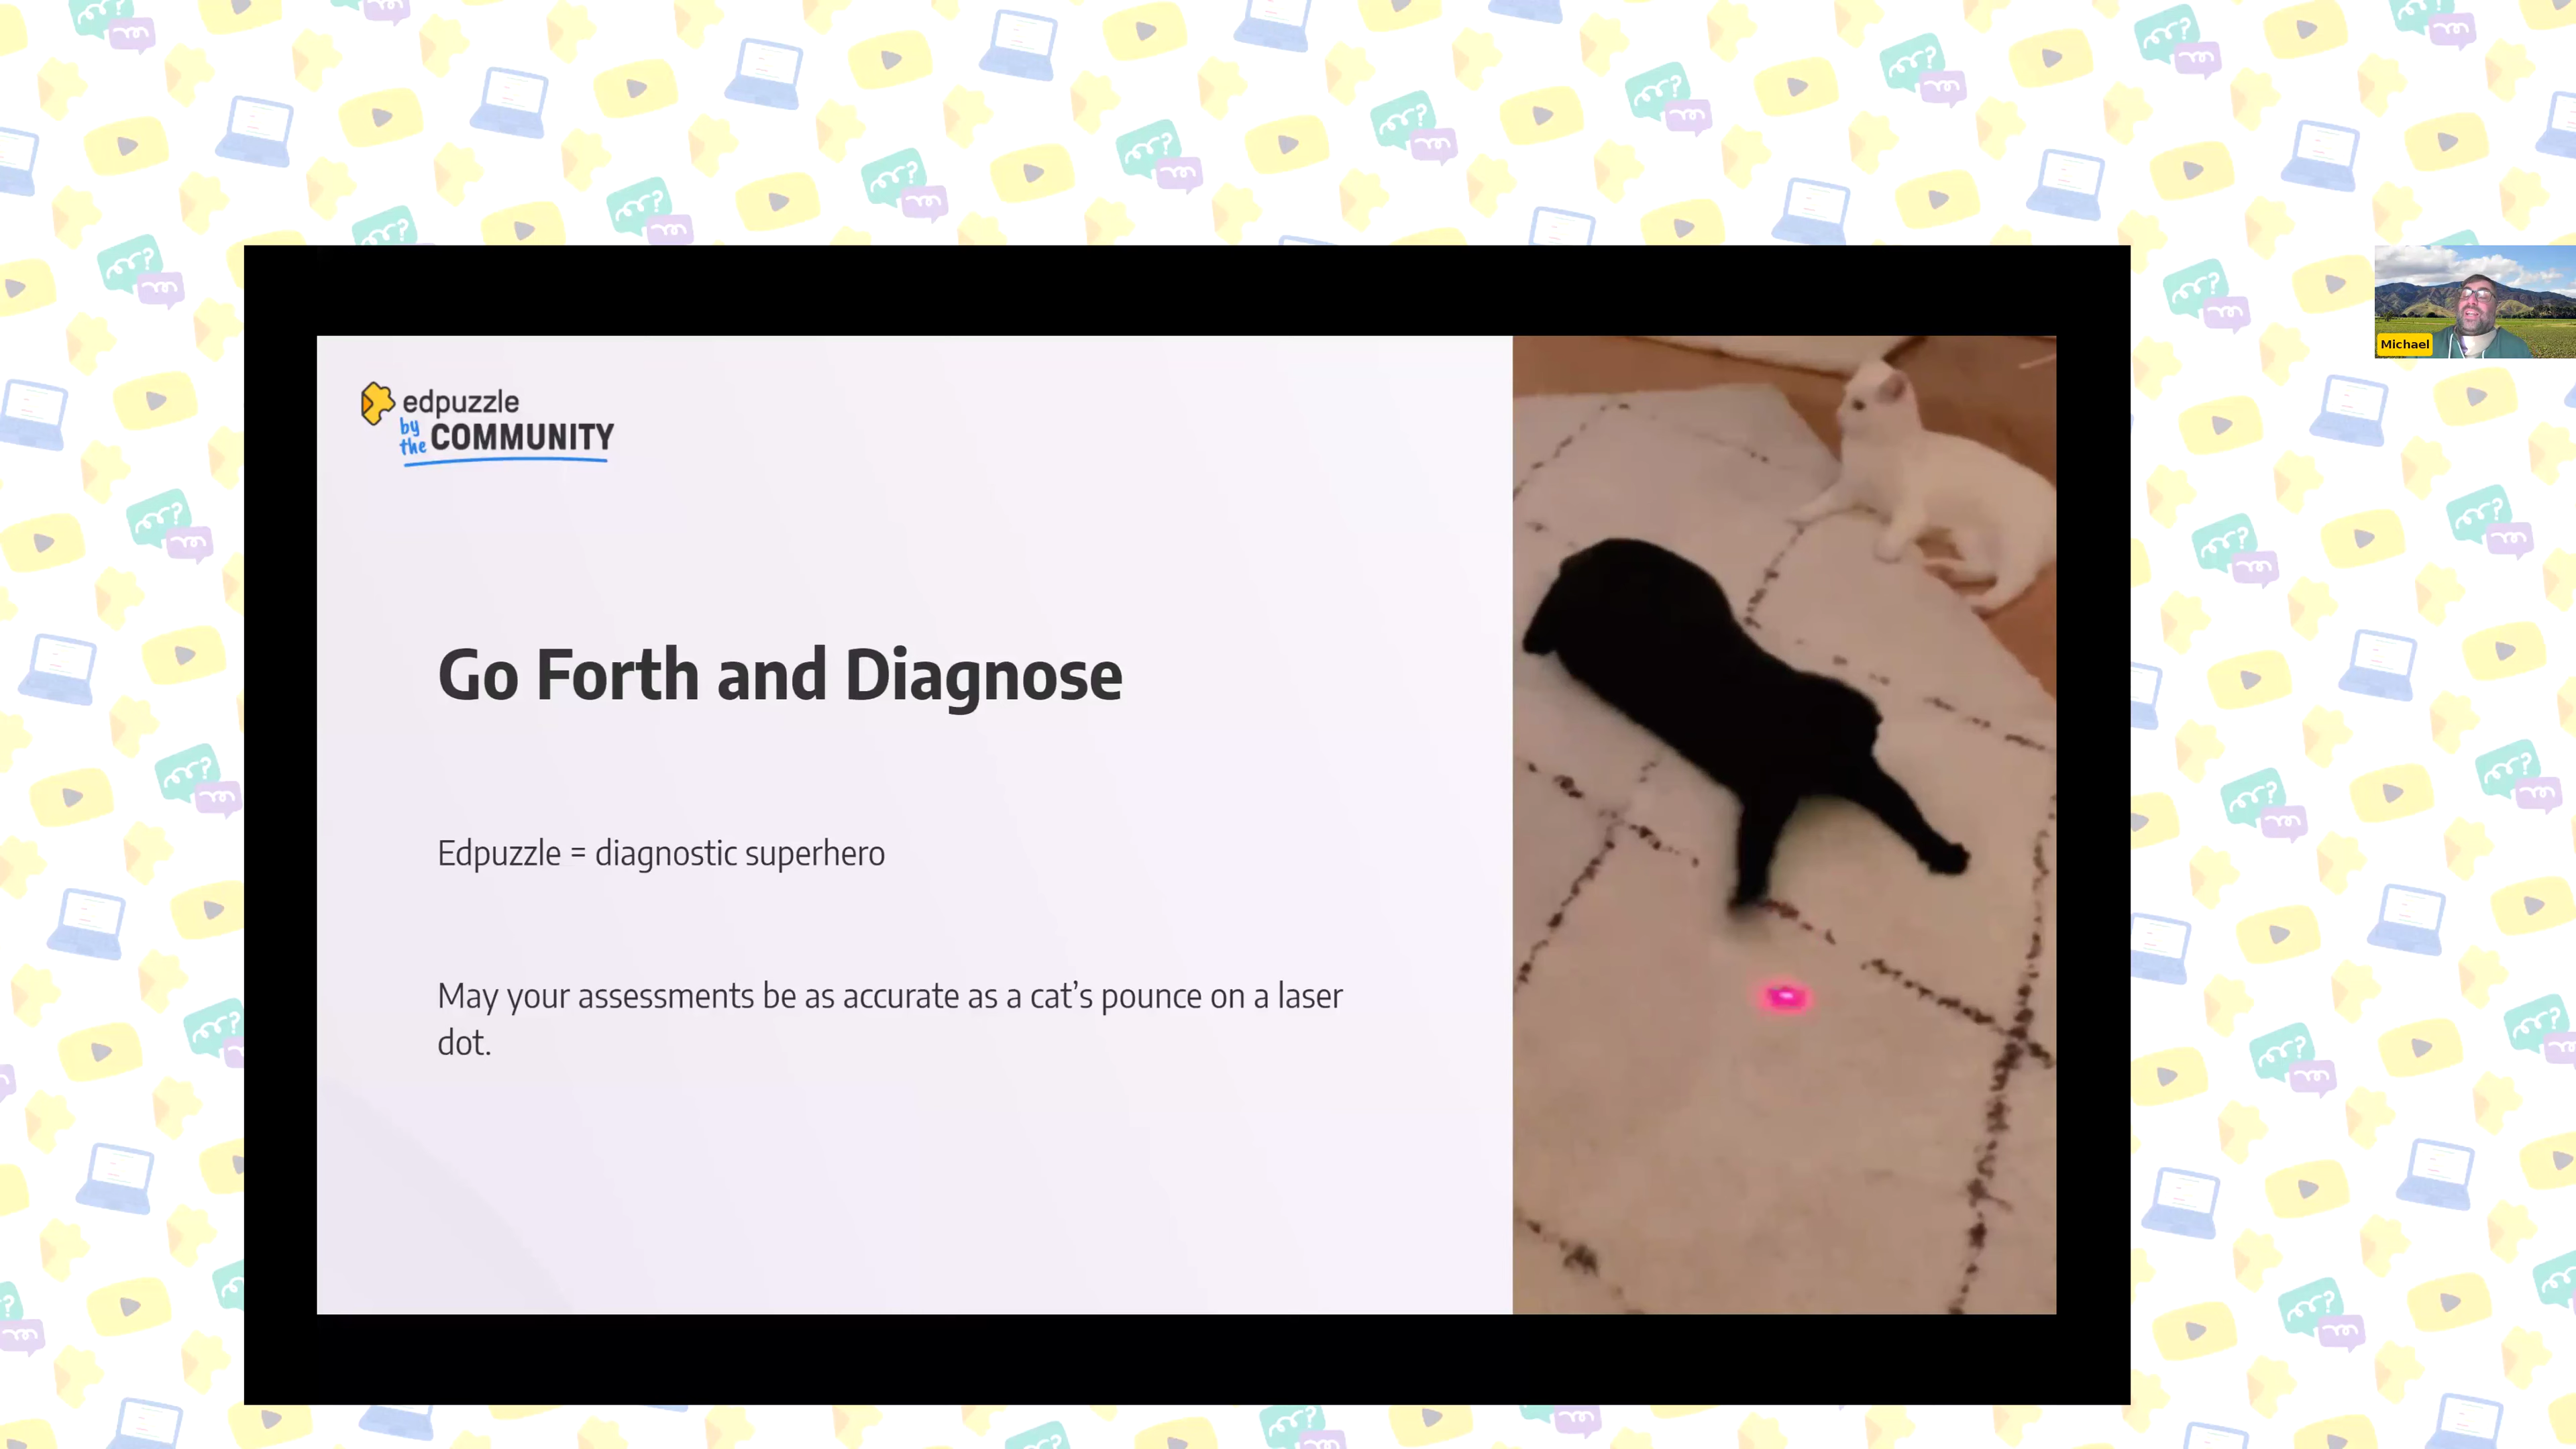 edpuzzle
by the COMMUNITY
Go Forth and Diagnose
Edpuzzle = diagnostic superhero
May your assessments be as accurate as a cat’s pounce on a laser
dot.
Michael